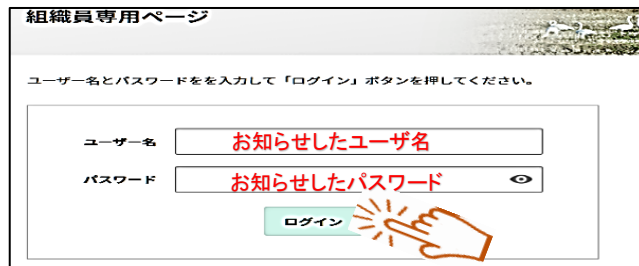 組織員専用ページ
ユーザー名とパスワードをを入力して「ログイン」ボタンを押してください。
ユーザー名 お知らせしたユーザ名
パスワード お知らせしたパスワード
ログイン